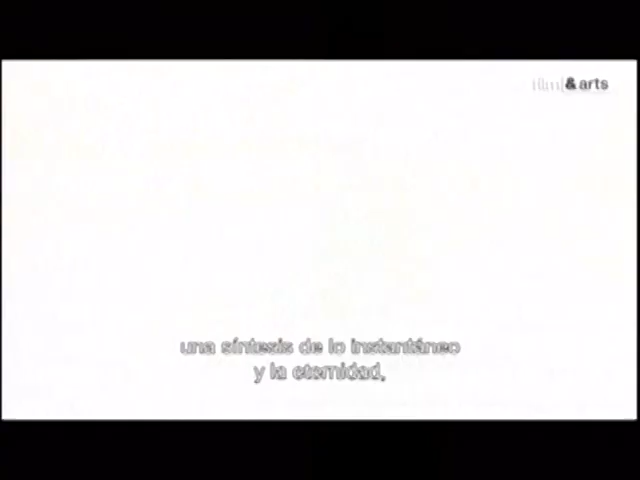 film&arts
una síntesis de lo instantáneo
y la eternidad,